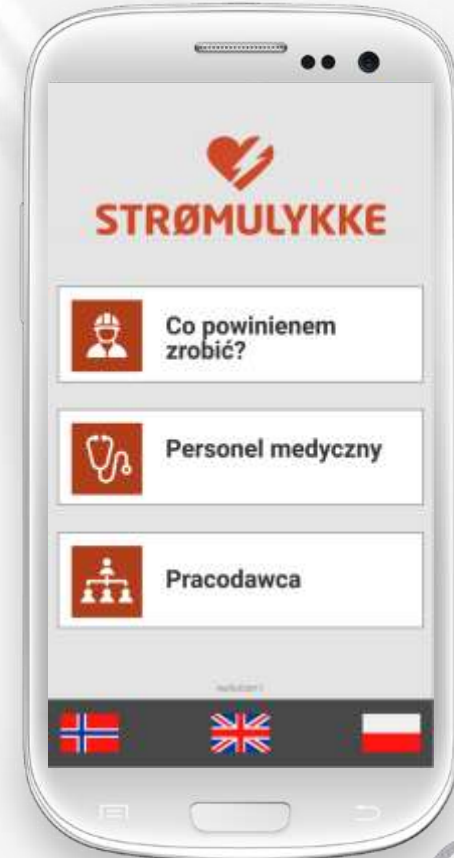 STRØMULYKKE
Co powinienem
zrobić?
Personel medyczny
Pracodawca